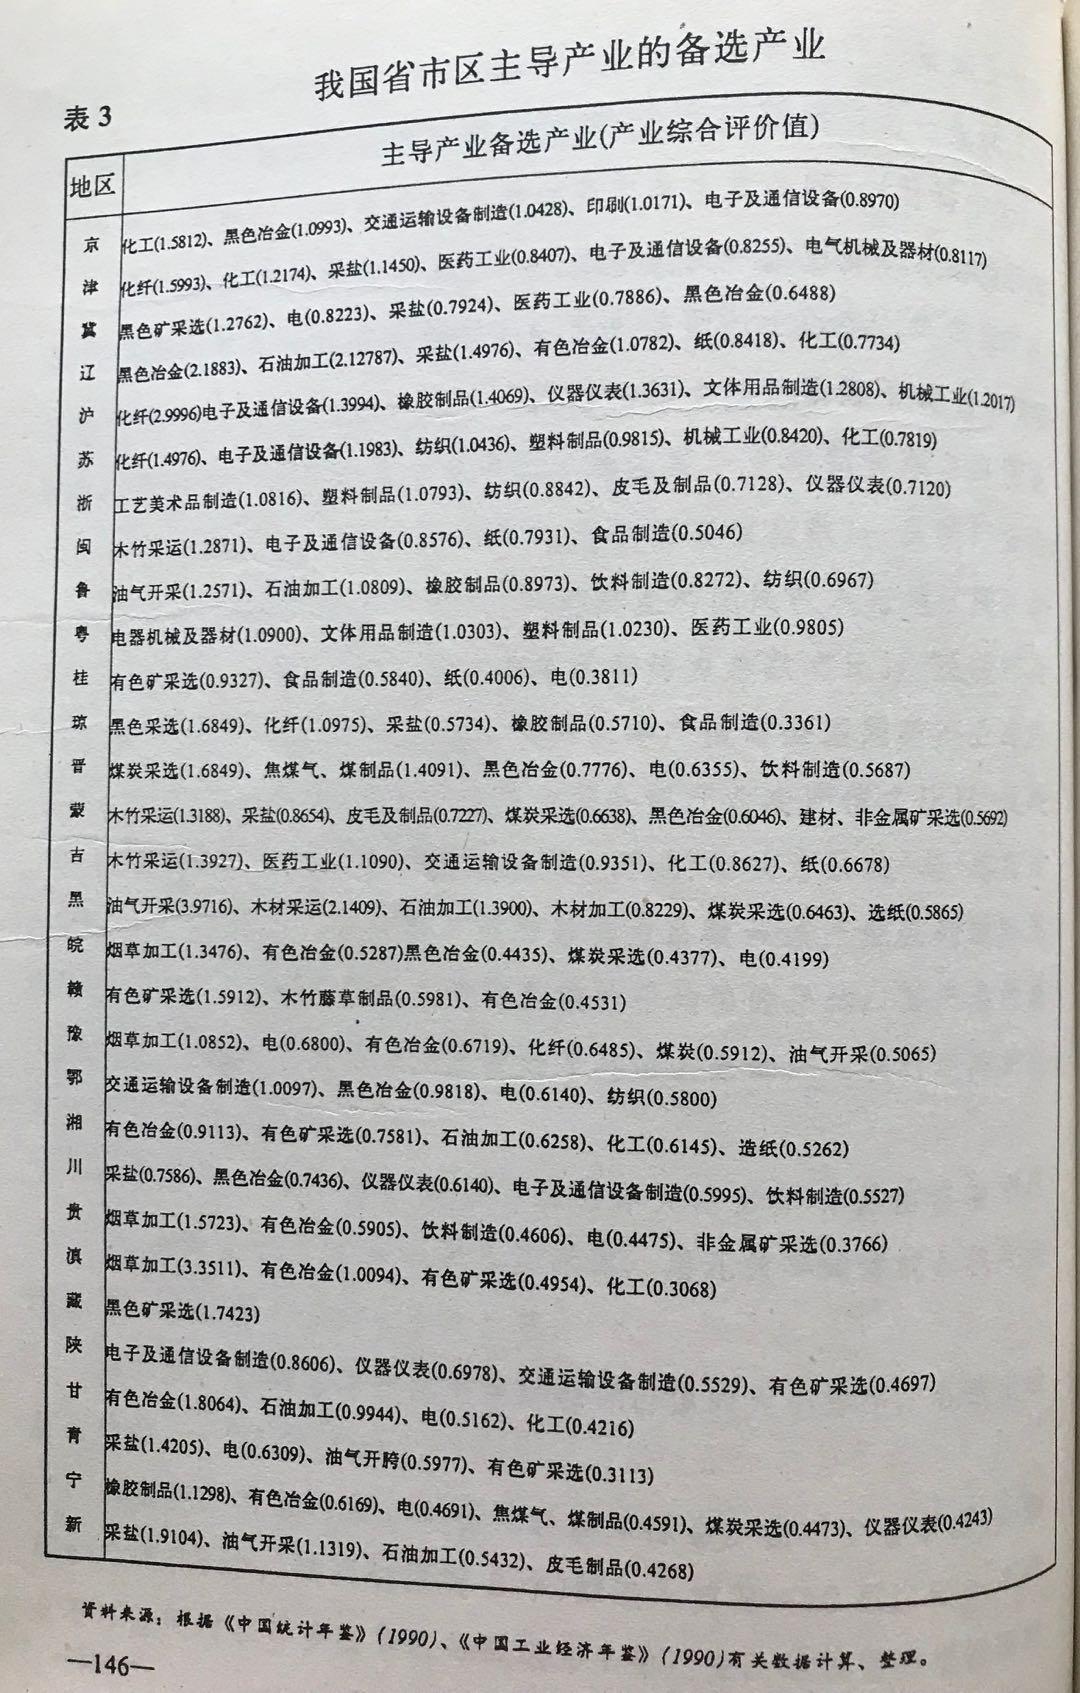 我国省市区主导产业的备选产业
表 3
地区 主导产业备选产业(产业综合评价值)
京 化工(1.5812)、黑色冶金(1.0993)、交通运输设备制造(1.0428)、印刷(1.0171)、电子及通信设备(0.8970)
津 化纤(1.5993)、化工(1.2174)、采盐(1.1450)、医药工业(0.8407)、电子及通信设备(0.8255)、电气机械及器材(0.8117)
冀 黑色矿采选(1.2762)、电(0.8223)、采盐(0.7924)、医药工业(0.7886)、黑色冶金(0.6488)
辽 黑色冶金(2.1883)、石油加工(2.12787)、采盐(1.4976)、有色冶金(1.0782)、纸(0.8418)、化工(0.7734)
沪 化纤(2.9996)电子及通信设备(1.3994)、橡胶制品(1.4069)、仪器仪表(1.3631)、文体用品制造(1.2808)、机械工业(1.2017)
苏 化纤(1.4976)、电子及通信设备(1.1983)、纺织(1.0436)、塑料制品(0.9815)、机械工业(0.8420)、化工(0.7819)
浙 工艺美术品制造(1.0816)、塑料制品(1.0793)、纺织(0.8842)、皮毛及制品(0.7128)、仪器仪表(0.7120)
闽 木竹采运(1.2871)、电子及通信设备(0.8576)、纸(0.7931)、食品制造(0.5046)
鲁 油气开采(1.2571)、石油加工(1.0809)、橡胶制品(0.8973)、饮料制造(0.8272)、纺织(0.6967)
粤 电器机械及器材(1.0900)、文体用品制造(1.0303)、塑料制品(1.0230)、医药工业(0.9805)
桂 有色矿采选(0.9327)、食品制造(0.5840)、纸(0.4006)、电(0.3811)
琼 黑色采选(1.6849)、化纤(1.0975)、采盐(0.5734)、橡胶制品(0.5710)、食品制造(0.3361)
晋 煤炭采选(1.6849)、焦煤气、煤制品(1.4091)、黑色冶金(0.7776)、电(0.6355)、饮料制造(0.5687)
蒙 木竹采运(1.3188)、采盐(0.8654)、皮毛及制品(0.7227)、煤炭采选(0.6638)、黑色冶金(0.6046)、建材、非金属矿采选(0.5692)
吉 木竹采运(1.3927)、医药工业(1.1090)、交通运输设备制造(0.9351)、化工(0.8627)、纸(0.6678)
黑 油气开采(3.9716)、木材采运(2.1409)、石油加工(1.3900)、木材加工(0.8229)、煤炭采选(0.6463)、选纸(0.5865)
皖 烟草加工(1.3476)、有色冶金(0.5287)黑色冶金(0.4435)、煤炭采选(0.4377)、电(0.4199)
赣 有色矿采选(1.5912)、木竹藤草制品(0.5981)、有色冶金(0.4531)
豫 烟草加工(1.0852)、电(0.6800)、有色冶金(0.6719)、化纤(0.6485)、煤炭(0.5912)、油气开采(0.5065)
鄂 交通运输设备制造(1.0097)、黑色冶金(0.9818)、电(0.6140)、纺织(0.5800)
湘 有色冶金(0.9113)、有色矿采选(0.7581)、石油加工(0.6258)、化工(0.6145)、造纸(0.5262)
川 采盐(0.7586)、黑色冶金(0.7436)、仪器仪表(0.6140)、电子及通信设备制造(0.5995)、饮料制造(0.5527)
贵 烟草加工(1.5723)、有色冶金(0.5905)、饮料制造(0.4606)、电(0.4475)、非金属矿采选(0.3766)
滇 烟草加工(3.3511)、有色冶金(1.0094)、有色矿采选(0.4954)、化工(0.3068)
藏 黑色矿采选(1.7423)
陕 电子及通信设备制造(0.8606)、仪器仪表(0.6978)、交通运输设备制造(0.5529)、有色矿采选(0.4697)
甘 有色冶金(1.8064)、石油加工(0.9944)、电(0.5162)、化工(0.4216)
青 采盐(1.4205)、电(0.6309)、油气开胯(0.5977)、有色矿采选(0.3113)
宁 橡胶制品(1.1298)、有色冶金(0.6169)、电(0.4691)、焦煤气、煤制品(0.4591)、煤炭采选(0.4473)、仪器仪表(0.4243)
新 采盐(1.9104)、油气开采(1.1319)、石油加工(0.5432)、皮毛制品(0.4268)
资料来源：根据《中国统计年鉴》(1990)、《中国工业经济年鉴》(1990)有关数据计算、整理。
—146—